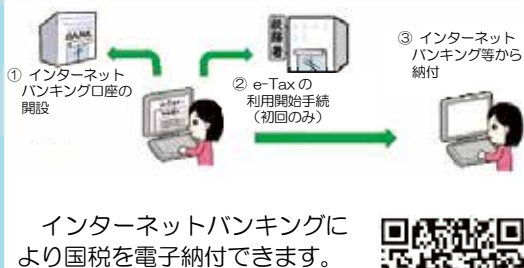 BANK
税務署
① インターネット
バンキング口座の
開設
② e-Taxの
利用開始手続
（初回のみ）
③ インターネット
バンキング等から
納付
インターネットバンキングに
より国税を電子納付できます。